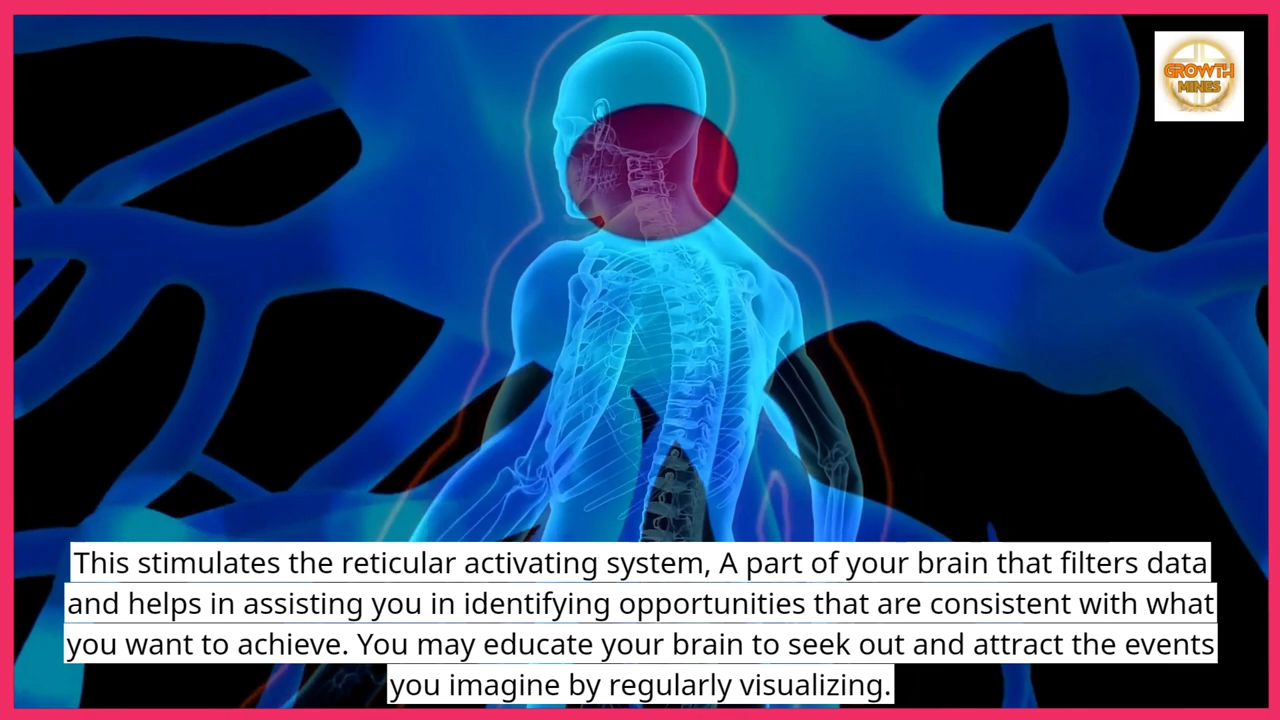 GROWTH
MINES
This stimulates the reticular activating system, A part of your brain that filters data
and helps in assisting you in identifying opportunities that are consistent with what
you want to achieve. You may educate your brain to seek out and attract the events
you imagine by regularly visualizing.